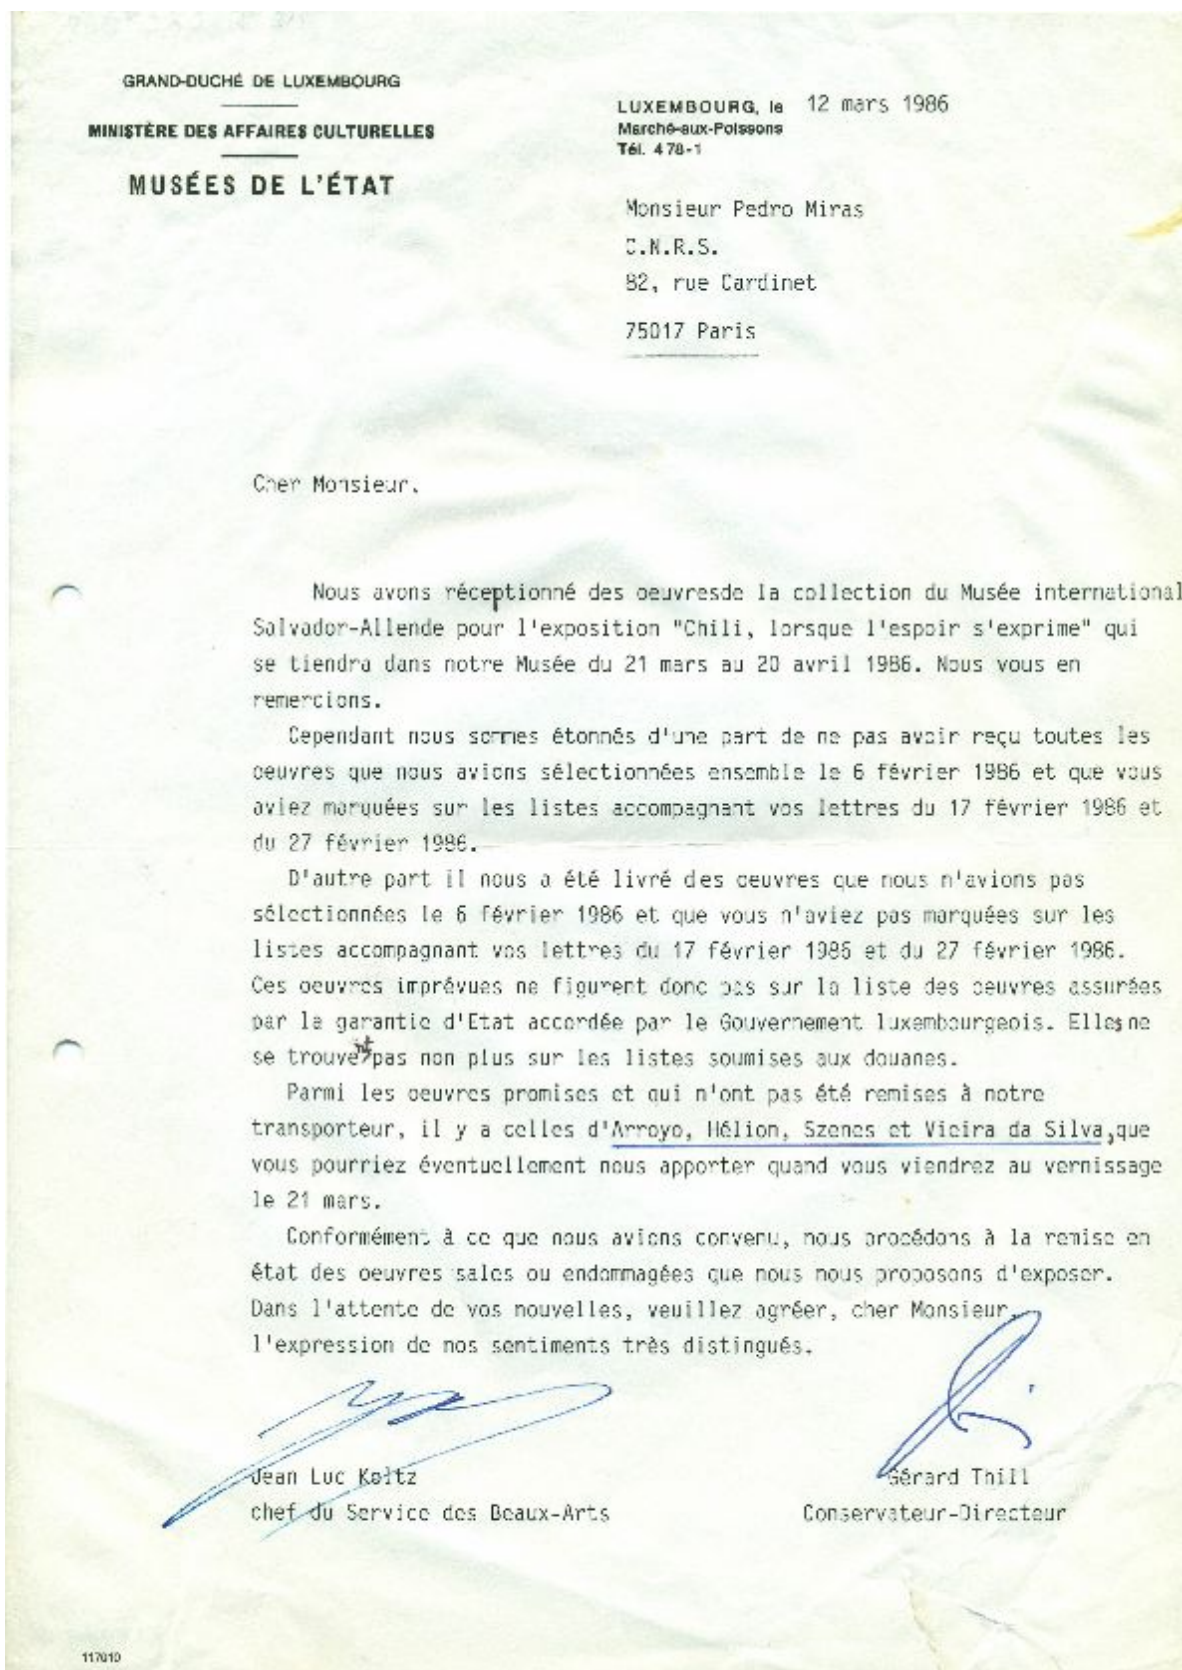 GRAND-DUCHÉ DE LUXEMBOURG
MINISTÈRE DES AFFAIRES CULTURELLES
MUSÉES DE L'ÉTAT
LUXEMBOURG, le 12 mars 1986
Marché-aux-Poissons
Tél. 478-1
Monsieur Pedro Miras
C.N.R.S.
82, rue Cardinet
75017 Paris
Cher Monsieur,
Nous avons réceptionné des oeuvresde la collection du Musée international
Salvador-Allende pour l'exposition "Chili, lorsque l'espoir s'exprime" qui
se tiendra dans notre Musée du 21 mars au 20 avril 1986. Nous vous en
remercions.
Cependant nous sommes étonnés d'une part de ne pas avoir reçu toutes les
oeuvres que nous avions sélectionnées ensemble le 6 février 1986 et que vous
aviez marquées sur les listes accompagnant vos lettres du 17 février 1986 et
du 27 février 1986.
D'autre part il nous a été livré des oeuvres que nous n'avions pas
sélectionnées le 6 février 1986 et que vous n'aviez pas marquées sur les
listes accompagnant vos lettres du 17 février 1986 et du 27 février 1986.
Ces oeuvres imprévues ne figurent donc pas sur la liste des oeuvres assurées
par la garantie d'Etat accordée par le Gouvernement luxembourgeois. Elles ne
se trouvent pas non plus sur les listes soumises aux douanes.
Parmi les oeuvres promises et qui n'ont pas été remises à notre
transporteur, il y a celles d'Arroyo, Hélion, Szenes et Vieira da Silva, que
vous pourriez éventuellement nous apporter quand vous viendrez au vernissage
le 21 mars.
Conformément à ce que nous avions convenu, nous procédons à la remise en
état des oeuvres sales ou endommagées que nous nous proposons d'exposer.
Dans l'attente de vos nouvelles, veuillez agréer, cher Monsieur,
l'expression de nos sentiments très distingués.
Jean Luc Koltz
chef du Service des Beaux-Arts
Gérard Thill
Conservateur-Directeur
117010